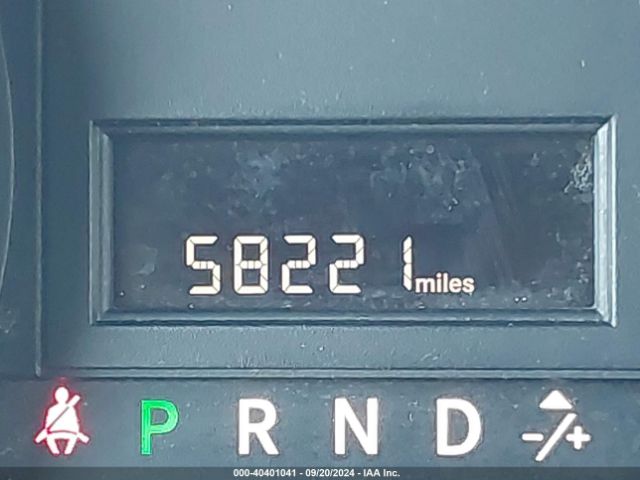 58221 miles
P R N D -/+
000-40401041 - 09/20/2024 - IAA Inc.